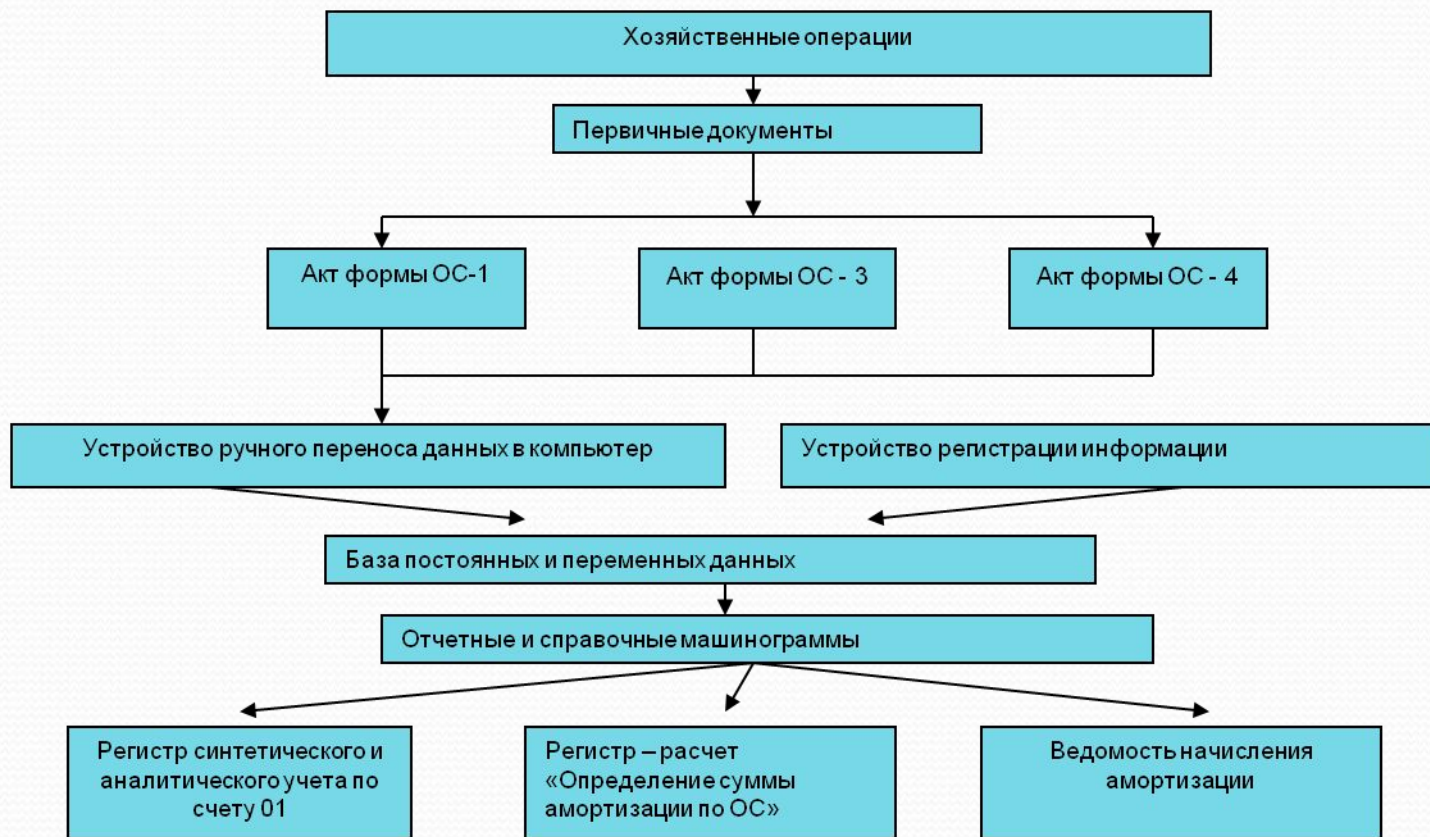 Хозяйственные операции
Первичные документы
Акт формы ОС-1
Акт формы ОС - 3
Акт формы ОС - 4
Устройство ручного переноса данных в компьютер
Устройство регистрации информации
База постоянных и переменных данных
Отчетные и справочные машинограммы
Регистр синтетического и
аналитического учета по
счету 01
Регистр – расчет
«Определение суммы
амортизации по ОС»
Ведомость начисления
амортизации